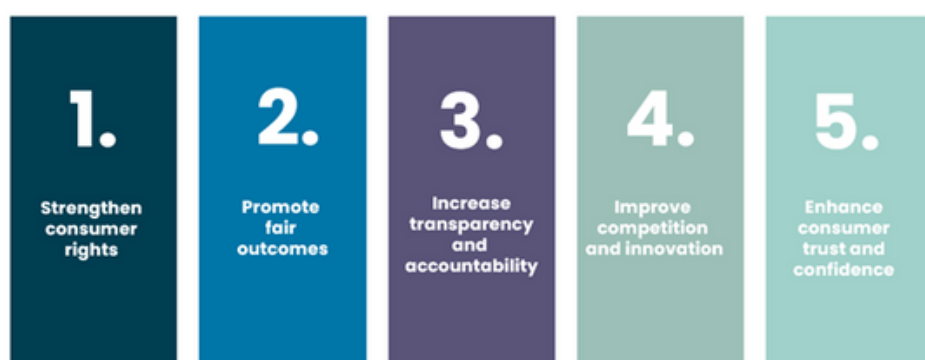 1.
Strengthen
consumer
rights
2.
Promote
fair
outcomes
3.
Increase
transparency
and
accountability
4.
Improve
competition
and innovation
5.
Enhance
consumer
trust and
confidence